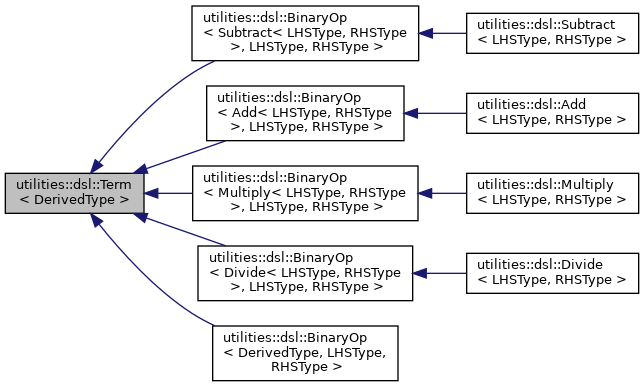 utilities::dsl::BinaryOp
< Subtract< LHSType, RHSType
>, LHSType, RHSType >
utilities::dsl::Subtract
< LHSType, RHSType >
utilities::dsl::BinaryOp
< Add< LHSType, RHSType
>, LHSType, RHSType >
utilities::dsl::Add
< LHSType, RHSType >
utilities::dsl::Term
< DerivedType >
utilities::dsl::BinaryOp
< Multiply< LHSType, RHSType
>, LHSType, RHSType >
utilities::dsl::Multiply
< LHSType, RHSType >
utilities::dsl::BinaryOp
< Divide< LHSType, RHSType
>, LHSType, RHSType >
utilities::dsl::Divide
< LHSType, RHSType >
utilities::dsl::BinaryOp
< DerivedType, LHSType,
RHSType >